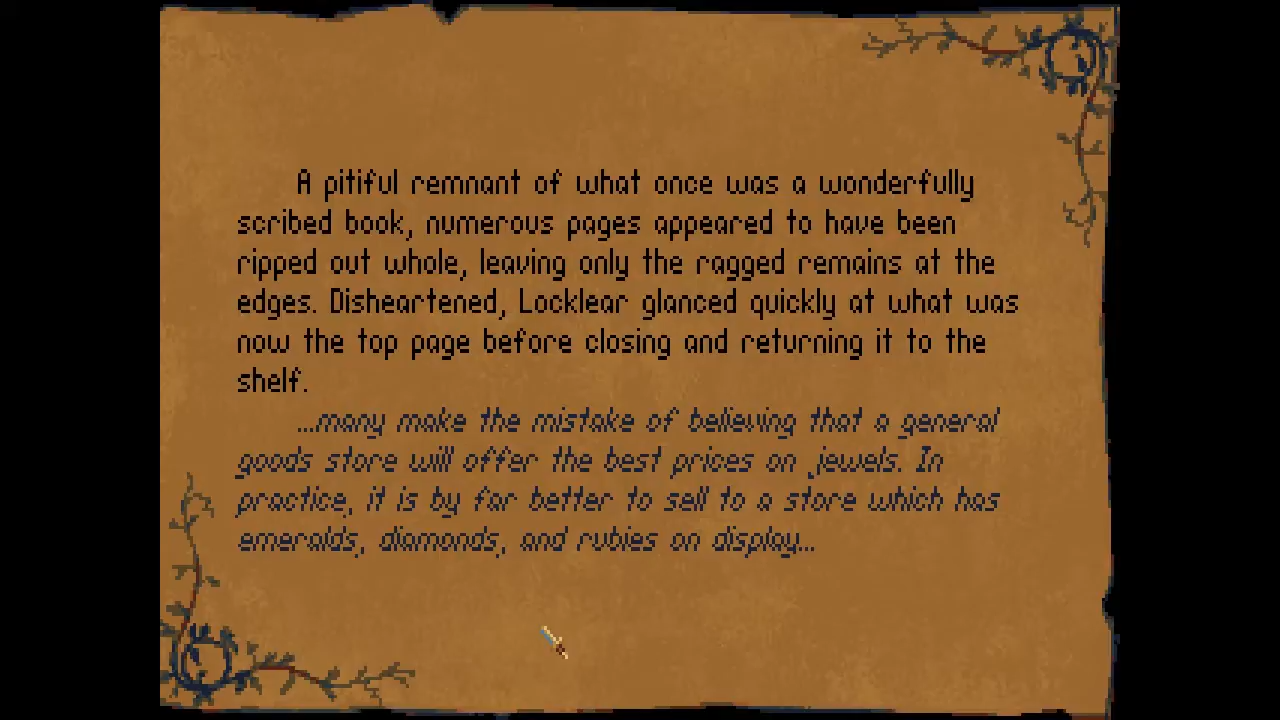 A pitiful remnant of what once was a wonderfully
scribed book, numerous pages appeared to have been
ripped out whole, leaving only the ragged remains at the
edges. Disheartened, Locklear glanced quickly at what was
now the top page before closing and returning it to the
shelf.
...many make the mistake of believing that a general
goods store will offer the best prices on jewels. In
practice, it is by far better to sell to a store which has
emeralds, diamonds, and rubies on display...